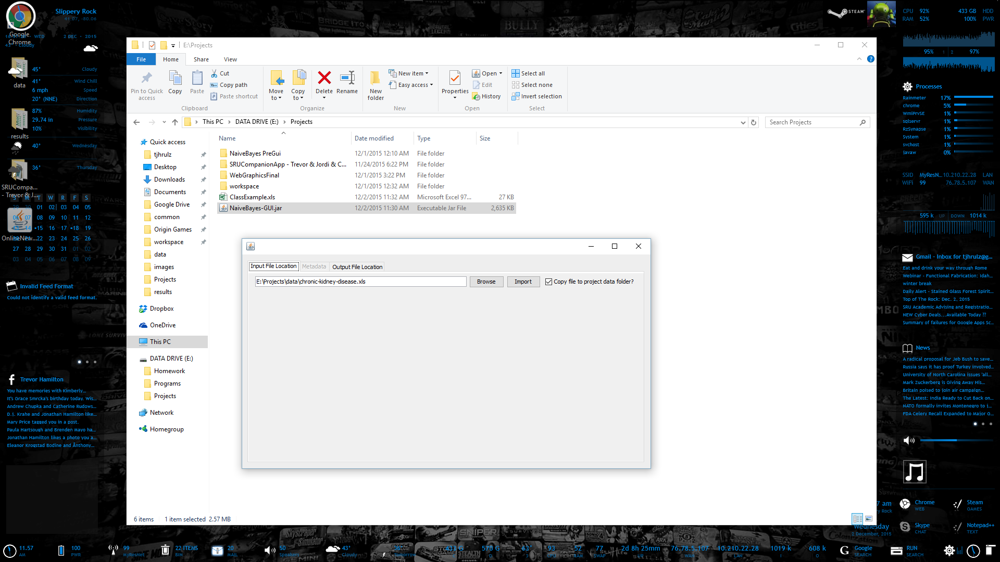 Slippery Rock
41.07, -80.06
Google
Chrome
WED
2 DEC · 2015
43° Cloudy
data
45° Cloudy
41° Wind Chill
6 mph Speed
20° (NNE) Direction
87% Humidity
29.74 in Pressure
10% Visibility
results
40° Wednesday
36° Thursday
SRUCompa...
- Trevor & J...
S M T W R F S
29 30 01 02 03 04 05
06 07 08 09 10 11 12
14 •15 16 17 •18 19
22 23 24 25 26
27 28 29 30 31 01 02
03 04 05 06 07 08 09
OnlineNew...
Invalid Feed Format
Could not identify a valid feed format.
Trevor Hamilton
You have memories with Kimberly...
It's Grace Smrcka's birthday today. Wis...
Andrew Chupka and Catherine Rudows...
D.j. Krahe and Jonathan Hamilton like...
Mary Price tagged you in a post.
Paula Hartsough and Brenden Mayo ha...
Jonathan Hamilton likes a photo you a...
Eleanor Krogstad Bodine and Anthony...
E:\Projects
File Home Share View
Pin to Quick
access
Copy
Paste
Cut
Copy path
Paste shortcut
Clipboard
Move
to
Copy
to
Delete
Rename
Organize
New
folder
New item
Easy access
New
Properties
Open
Edit
History
Open
Select all
Select none
Invert selection
Select
This PC
DATA DRIVE (E:)
Projects
Search Projects
Quick access
tjhrulz
Desktop
Downloads
Documents
Google Drive
common
Origin Games
workspace
data
images
Projects
results
Dropbox
OneDrive
This PC
DATA DRIVE (E:)
Homework
Programs
Projects
Network
Homegroup
Name Date modified Type Size
NaiveBayes PreGui 12/1/2015 12:10 AM File folder
SRUCompanionApp - Trevor & Jordi & C... 11/24/2015 6:22 PM File folder
WebGraphicsFinal 12/1/2015 3:22 PM File folder
workspace 12/1/2015 12:32 AM File folder
ClassExample.xls 12/2/2015 11:32 AM Microsoft Excel 97... 27 KB
NaiveBayes-GUI.jar 12/2/2015 11:30 AM Executable Jar File 2,635 KB
Input File Location Metadata Output File Location
E:\Projects\data\chronic-kidney-disease.xls Browse Import Copy file to project data folder?
6 items 1 item selected 2.57 MB
STEAM
CPU 92% 433 GB HDD
RAM 52% 100% PWR
95% 1 2 97%
Processes
Rainmeter 17%
chrome 5%
WmiPrvSE 1%
sqlservr 1%
RzSynapse 1%
System 1%
svchost 1%
javaw 0%
SSID MyResN... 10.210.22.28 LAN
WiFi 99 76.78.5.107 WAN
595 k UP DOWN 1014 k
Gmail - Inbox for tjhrulz@g...
Eat and drink your way through Rome
Webinar - Functional Fabrication: Idah...
winter break
Daily Alert - Stained Glass Forest Spirit...
Top of The Rock: Dec. 2, 2015
SRU Academic Advising and Registratio...
NEW Cyber Deals...Available Today ??
Summary of failures for Google Apps Sc...
News
A radical proposal for Jeb Bush to save...
Russia says it has proof Turkey involved...
University of North Carolina issues 'all...
Mark Zuckerberg is Giving Away His...
Britain poised to join air campaign...
The Latest: India Ready to Cut Back on...
NATO formally invites Montenegro to j...
FDA Celery Recall Expanded to Major G...
7 am
ry Rock
Wednesday
2 December, 2015
Chrome
WEB
Steam
GAMES
Skype
CHAT
Notepad++
TEXT
11.57
AM
100
PWR
99
MyResNet
22 ITEMS
BIN
20
MAIL
50
Speakers
43°
Cloudy
36°
Tomorrow
433 G
C
570 G
D
63°
3
93
CPU
52
RAM
77
SWAP
2d 8h 25mm
UP
76.78.5.107
WAN
10.210.22.28
LAN
1019 k
I
608 k
O
Google
SEARCH
RUN
SEARCH